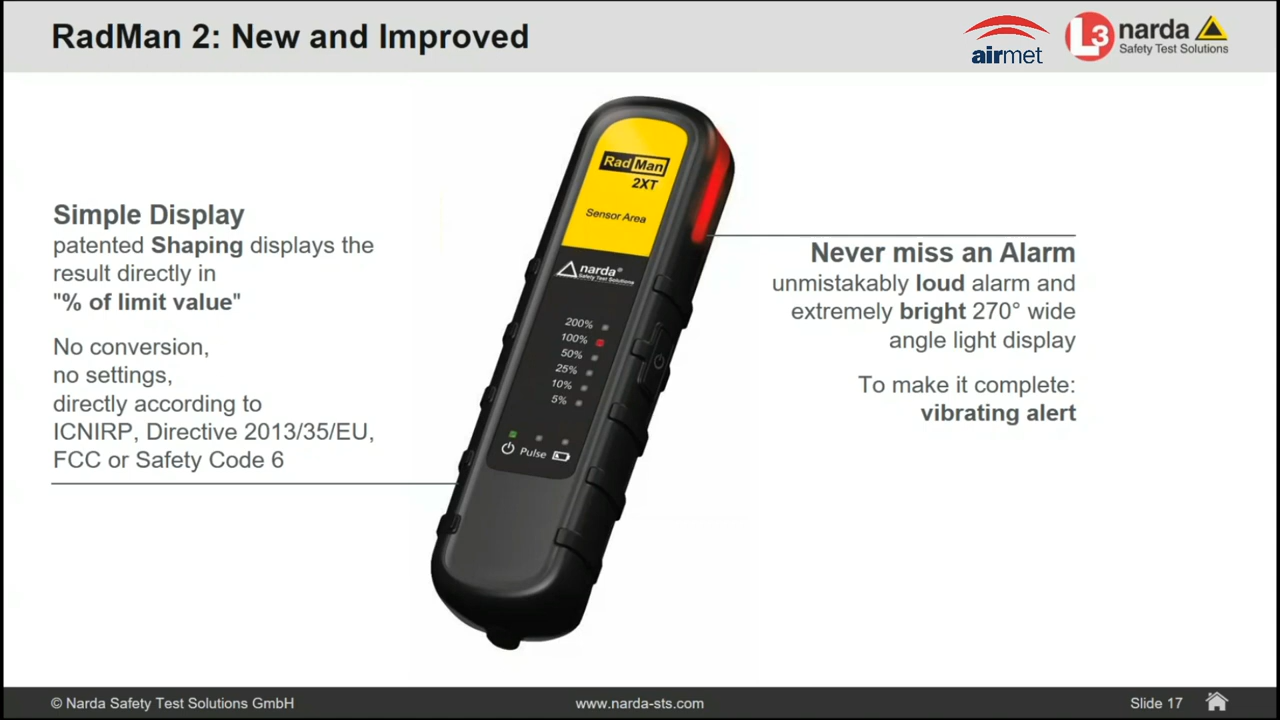 RadMan 2: New and Improved
airmet
L3 narda
Safety Test Solutions
Simple Display
patented Shaping displays the
result directly in
"% of limit value"
No conversion,
no settings,
directly according to
ICNIRP, Directive 2013/35/EU,
FCC or Safety Code 6
RadMan
2XT
Sensor Area
narda®
Safety Test Solutions
200%
100%
50%
25%
10%
5%
Pulse
Never miss an Alarm
unmistakably loud alarm and
extremely bright 270° wide
angle light display
To make it complete:
vibrating alert
© Narda Safety Test Solutions GmbH
www.narda-sts.com
Slide 17